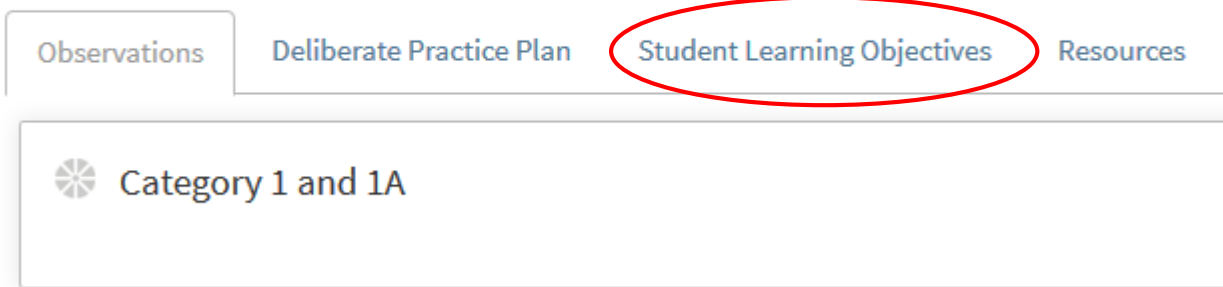 Observations Deliberate Practice Plan Student Learning Objectives Resources
Category 1 and 1A